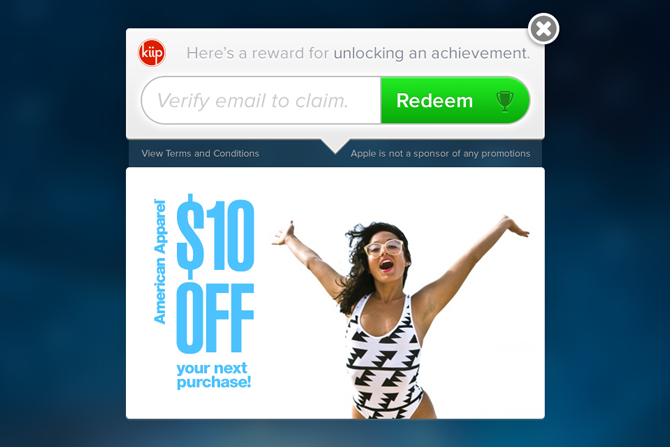 kiip
Here's a reward for unlocking an achievement.
Verify email to claim.
Redeem
View Terms and Conditions
Apple is not a sponsor of any promotions
American Apparel
$10
OFF
your next
purchase!